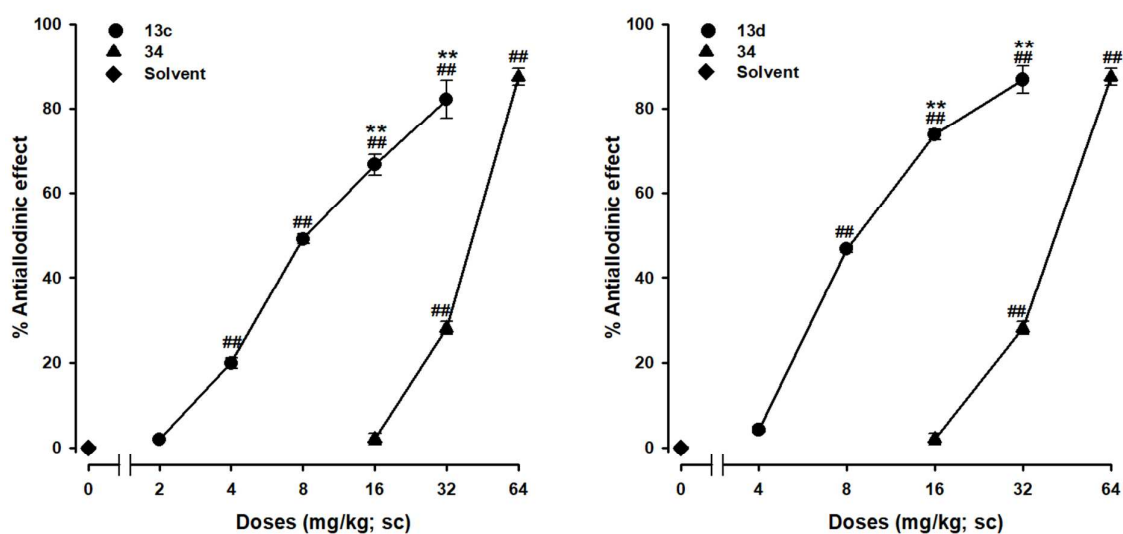 100
80
60
40
20
0
% Antiallodinic effect
13c
34
Solvent
##
##
**
##
**
##
##
##
0 2 4 8 16 32 64
Doses (mg/kg; sc)
100
80
60
40
20
0
% Antiallodinic effect
13d
34
Solvent
##
**
##
**
##
##
##
0 4 8 16 32 64
Doses (mg/kg; sc)